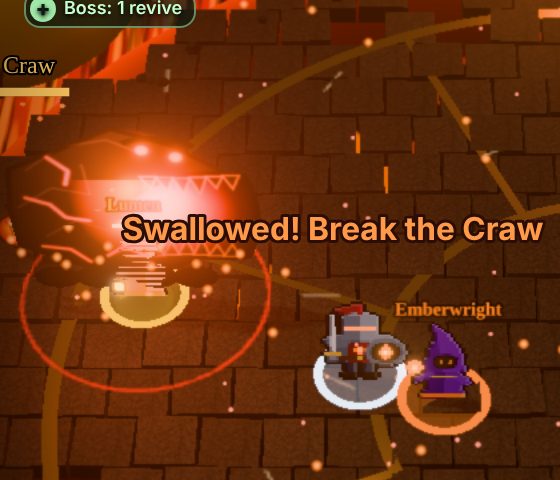 Boss: 1 revive
Craw
Lumen
Swallowed! Break the Craw
Emberwright